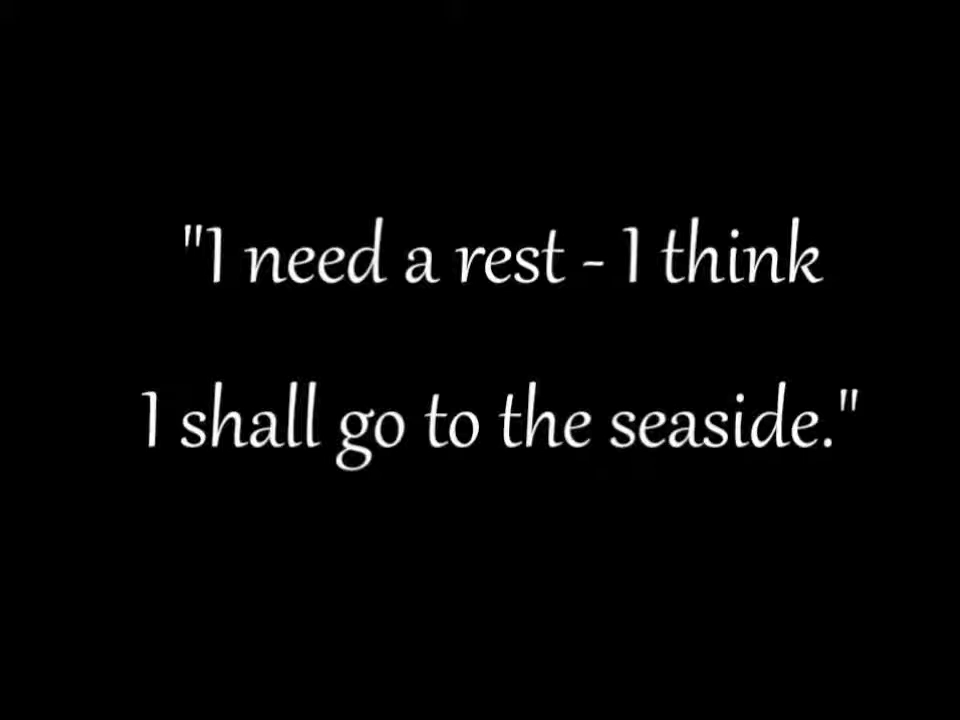 "I need a rest - I think
I shall go to the seaside."